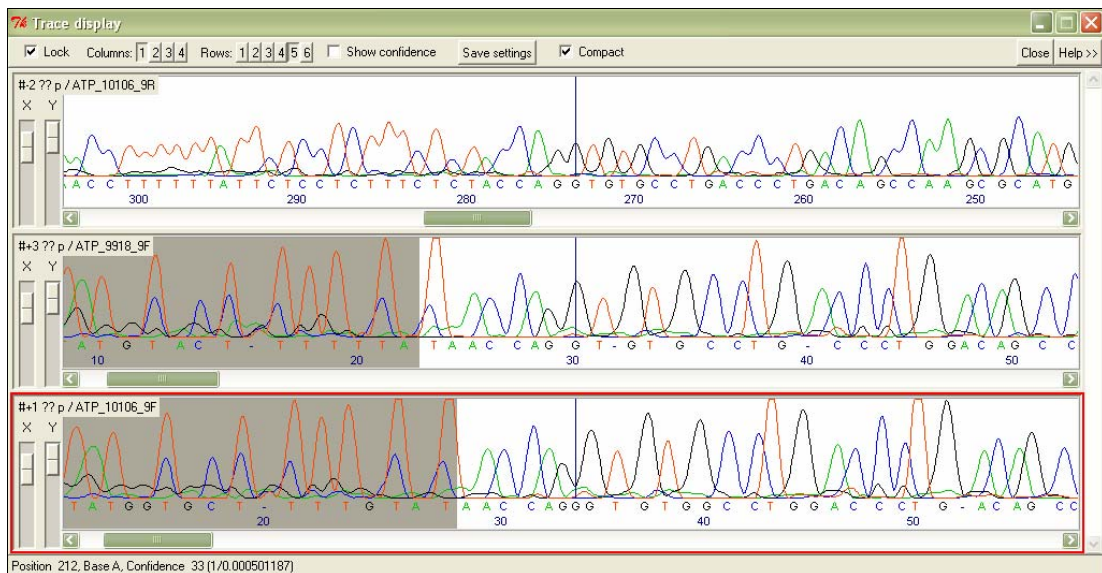 Trace display
Lock Columns: 1 2 3 4 Rows: 1 2 3 4 5 6 Show confidence Save settings Compact Close Help >>
#-2 ?? p / ATP_10106_9R
X Y
A C C T T T T T T A T T C T C C T C T T T C T C T A C C A G G T G T G C C T G A C C C T G A C A G C C A A G C G C A T G
300 290 280 270 260 250
#+3 ?? p / ATP_9918_9F
X Y
A T G T A C T - T T T T T A T A A C C A G G T - G T G C C T G - C C C T G G A C A G C C
10 20 30 40 50
#+1 ?? p / ATP_10106_9F
X Y
T A T G G T G C T - T T T G T A T A A C C A G G G T G T G G C C T G G A C C C T G - A C A G C C
20 30 40 50
Position 212, Base A, Confidence 33 (1/0.000501187)